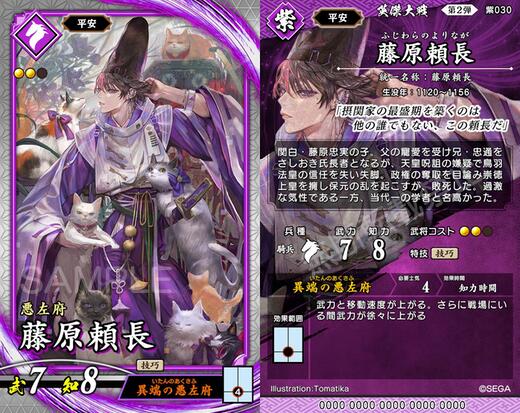 平安
SAMPLE
悪左府
藤原頼長
技巧
武7 知8
いたんのあくさふ
異端の悪左府
4
紫
平安
英傑大戦
第2弾
紫030
ふじわらのよりなが
藤原頼長
統一名称：藤原頼長
生没年：1120～1156
「摂関家の最盛期を築くのは
他の誰でもない、この頼長だ」
関白・藤原忠実の子。父の寵愛を受け兄・忠通を
さしおき氏長者となるが、天皇呪詛の嫌疑で鳥羽
法皇の信任を失い失脚。政権の奪取を目論み崇徳
上皇を擁し保元の乱を起こすが、敗死した。過激
な気性である一方、当代一の学者と名高かった。
兵種 武力 知力 武将コスト
騎兵 7 8 特技 技巧
いたんのあくさふ 必要士気 効果時間
異端の悪左府 4 知力時間
効果範囲
武力と移動速度が上がる。さらに戦場にい
る間武力が徐々に上がる
Illustration:Tomatika
©SEGA
0000 0000 0000 0000 0000